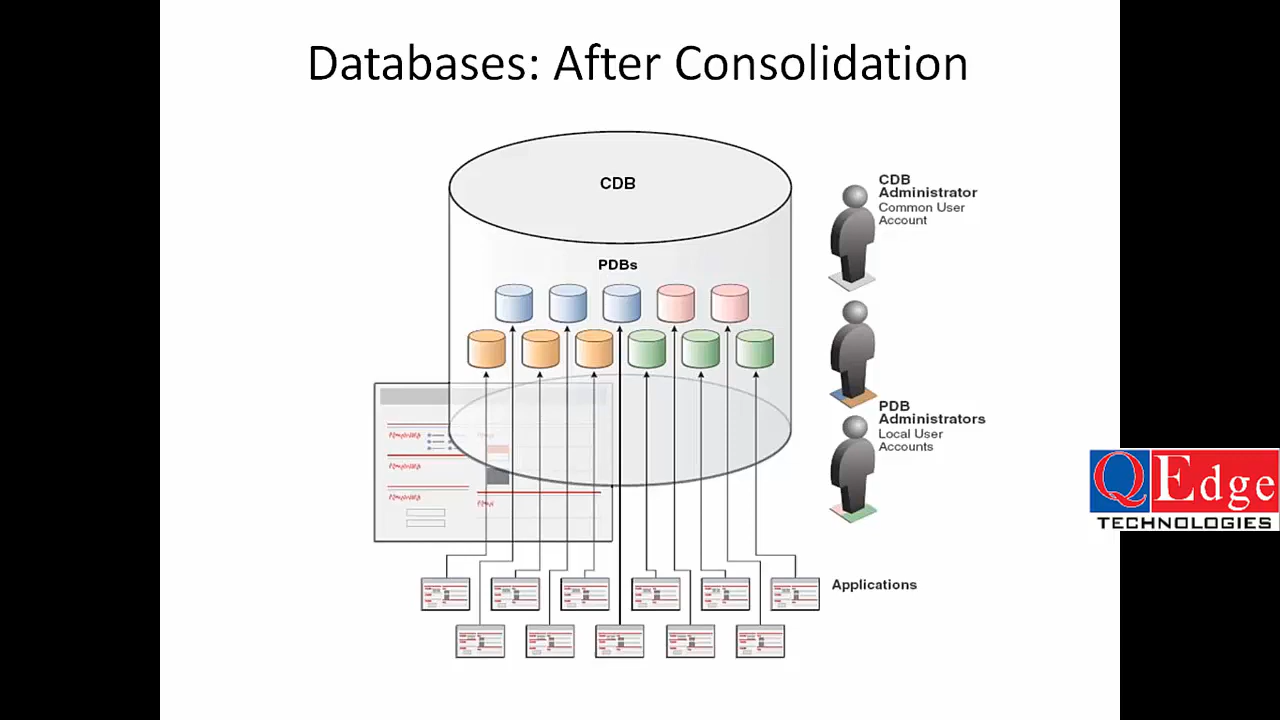 Databases: After Consolidation
CDB
PDBs
CDB
Administrator
Common User
Account
PDB
Administrators
Local User
Accounts
QEdge
TECHNOLOGIES
Applications